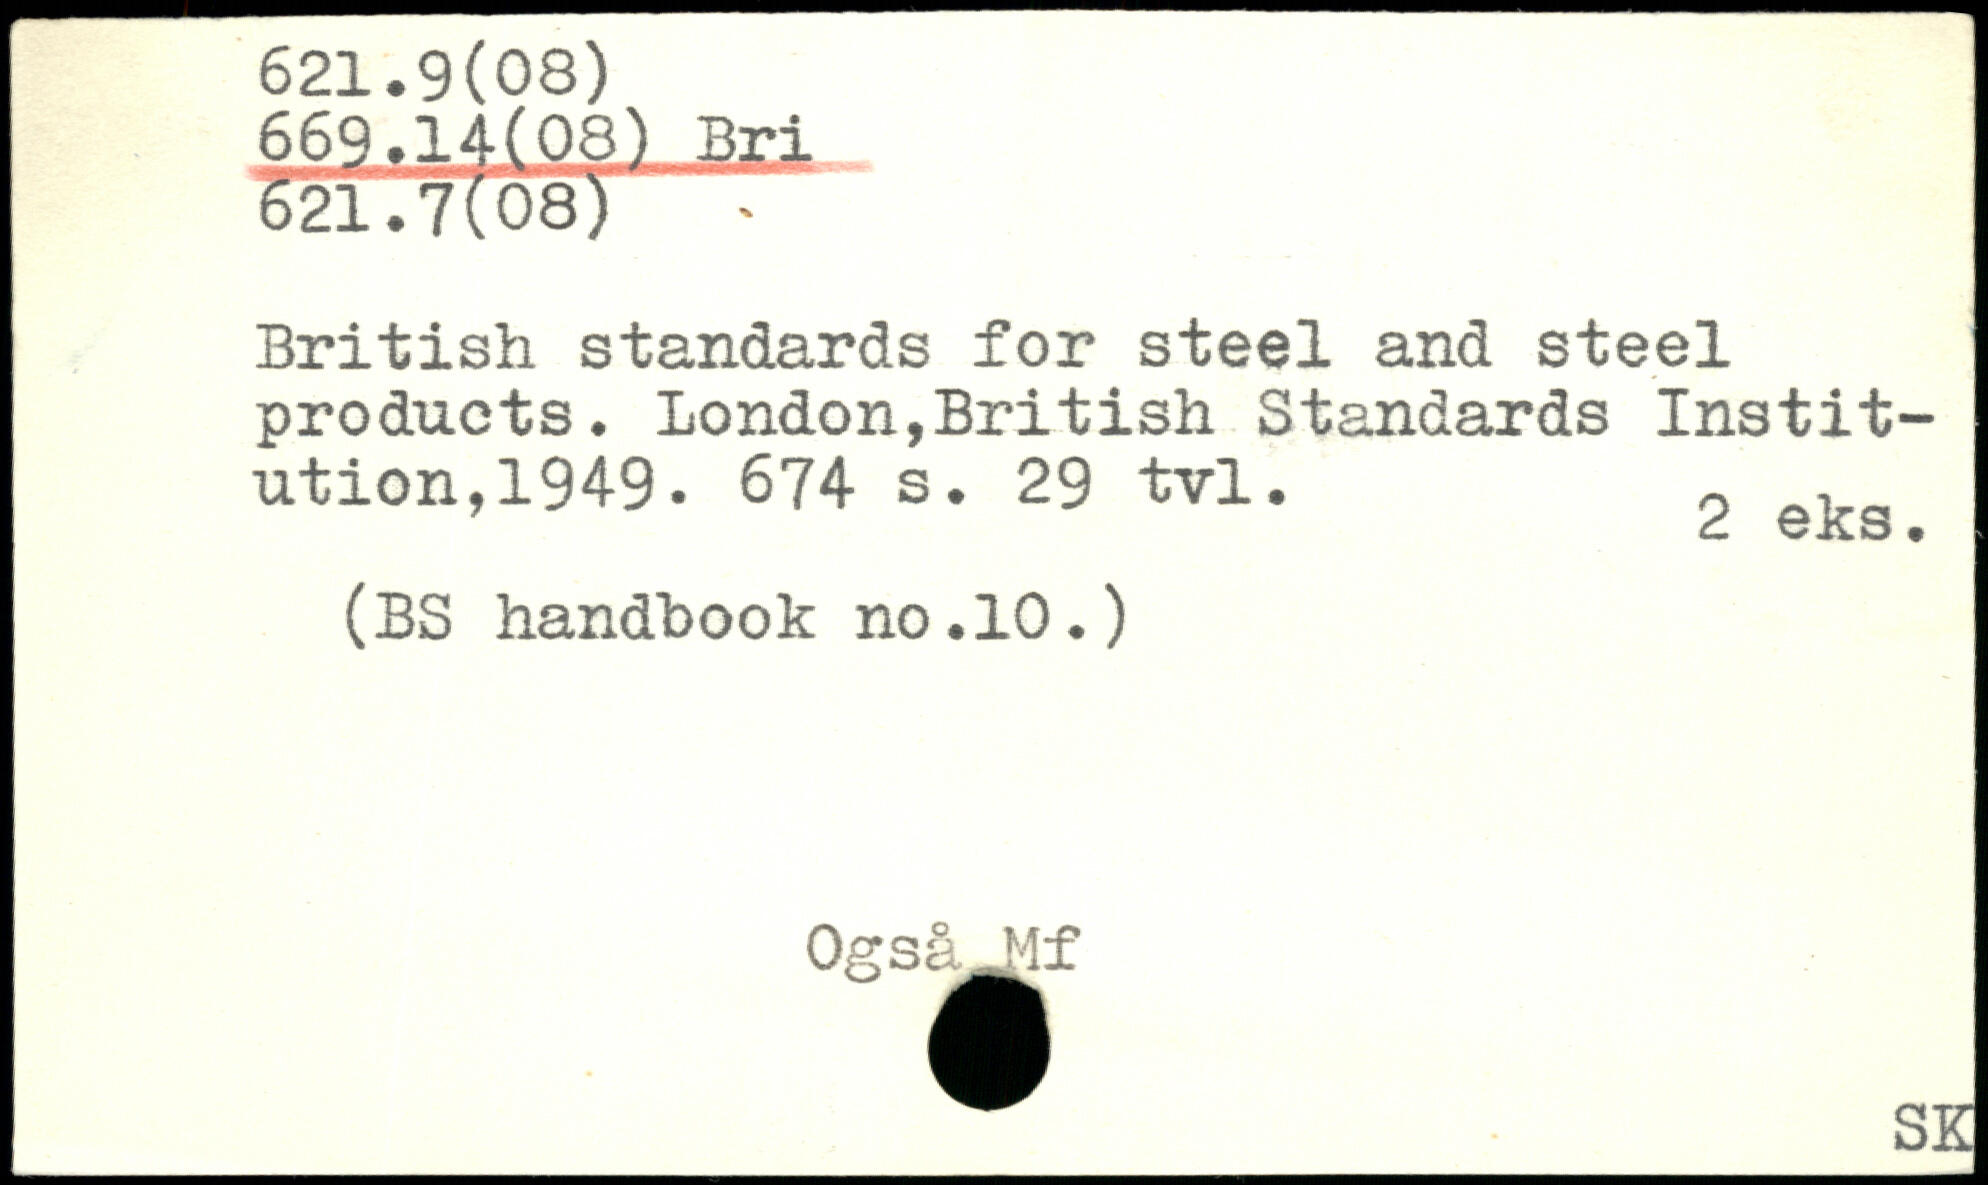 621.9(08)
669.14(08) Bri
621.7(08)
British standards for steel and steel
products. London,British Standards Instit-
ution,1949. 674 s. 29 tvl.
2 eks.
(BS handbook no.10.)
Også Mf
SK